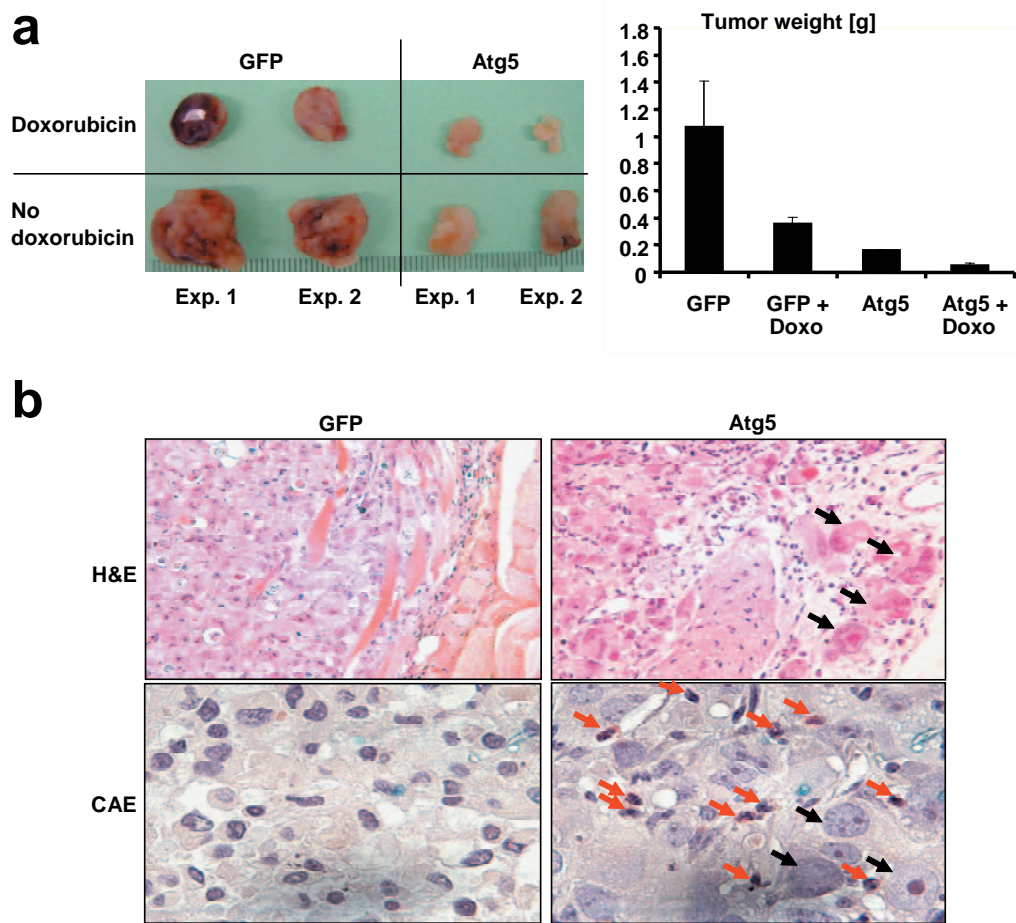 a
GFP
Atg5
Doxorubicin
No
doxorubicin
Exp. 1
Exp. 2
Exp. 1
Exp. 2
Tumor weight [g]
1.8
1.6
1.4
1.2
1
0.8
0.6
0.4
0.2
0
GFP
GFP +
Doxo
Atg5
Atg5 +
Doxo
b
GFP
Atg5
H&E
CAE